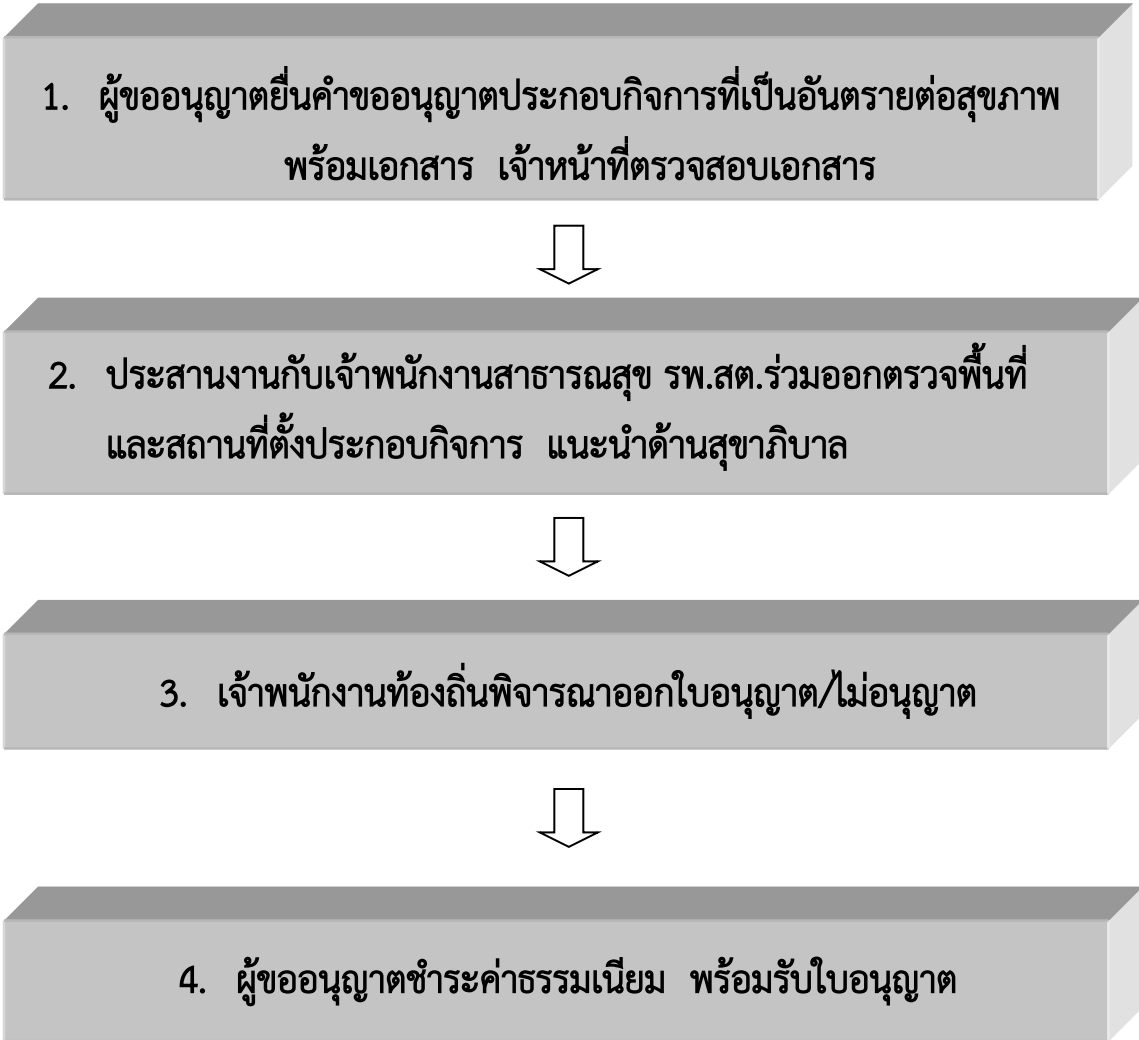 1. ผู้ขออนุญาตยื่นคำขออนุญาตประกอบกิจการที่เป็นอันตรายต่อสุขภาพ
พร้อมเอกสาร เจ้าหน้าที่ตรวจสอบเอกสาร
2. ประสานงานกับเจ้าพนักงานสาธารณสุข รพ.สต.ร่วมออกตรวจพื้นที่
และสถานที่ตั้งประกอบกิจการ แนะนำด้านสุขาภิบาล
3. เจ้าพนักงานท้องถิ่นพิจารณาออกใบอนุญาต/ไม่อนุญาต
4. ผู้ขออนุญาตชำระค่าธรรมเนียม พร้อมรับใบอนุญาต